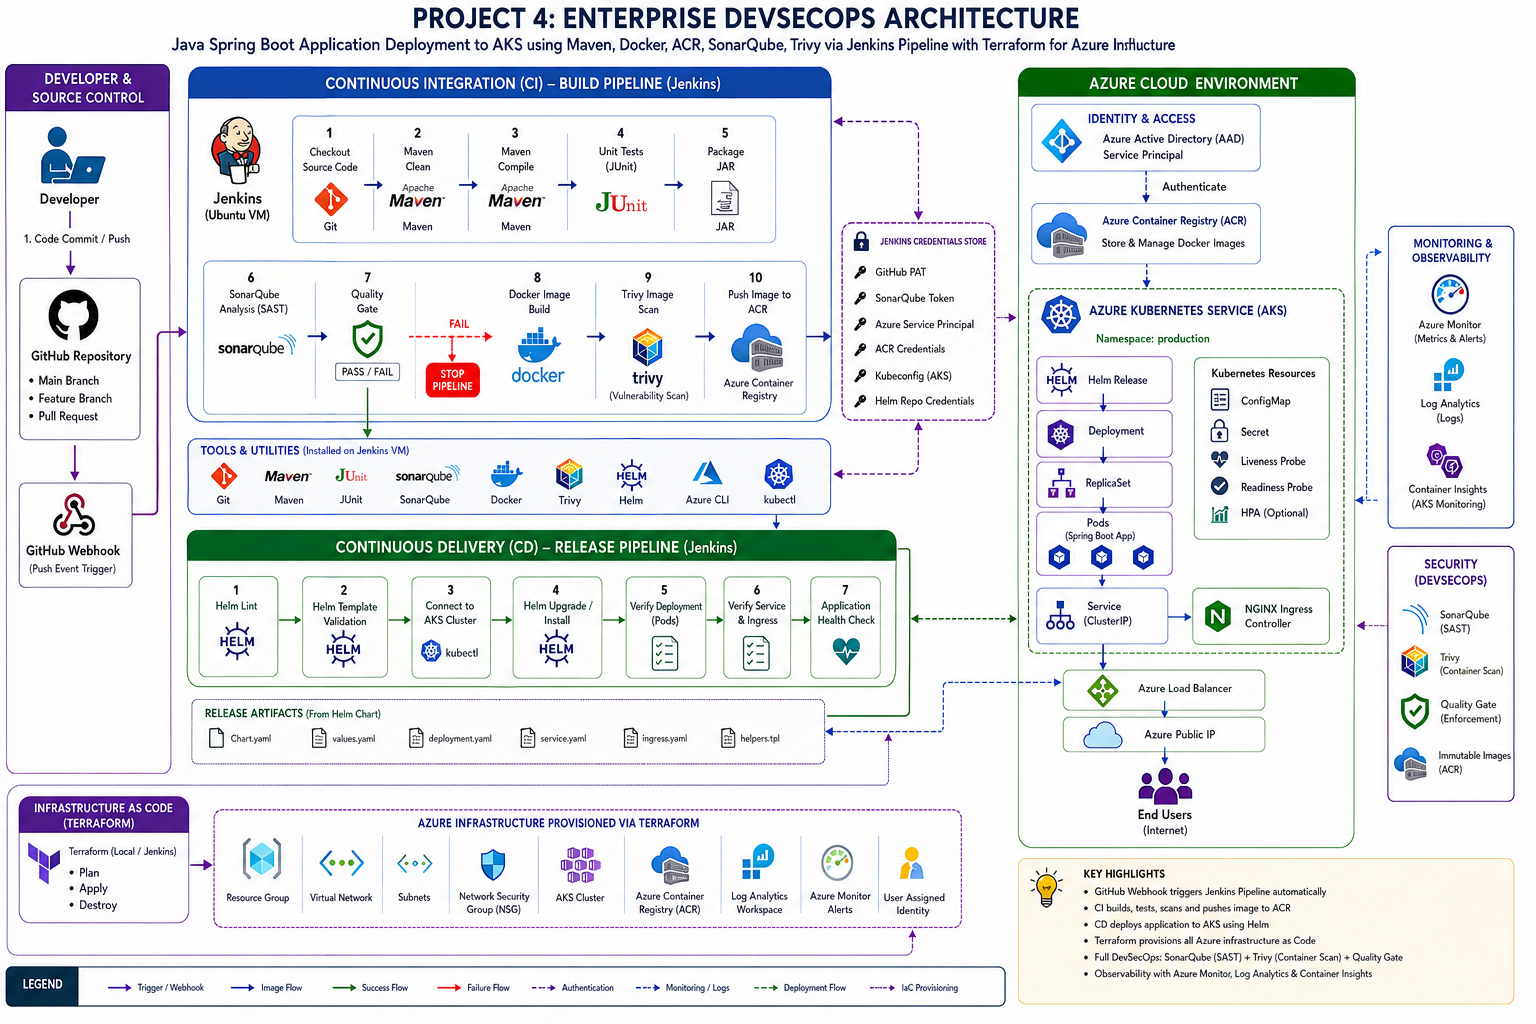 PROJECT 4: ENTERPRISE DEVSECOPS ARCHITECTURE
Java Spring Boot Application Deployment to AKS using Maven, Docker, ACR, SonarQube, Trivy via Jenkins Pipeline with Terraform for Azure Influcture
DEVELOPER &
SOURCE CONTROL
Developer
1. Code Commit / Push
GitHub Repository
• Main Branch
• Feature Branch
• Pull Request
GitHub Webhook
(Push Event Trigger)
CONTINUOUS INTEGRATION (CI) – BUILD PIPELINE (Jenkins)
Jenkins
(Ubuntu VM)
1
Checkout
Source Code
Git
2
Maven
Clean
Apache
Maven™
Maven
3
Maven
Compile
Apache
Maven™
Maven
4
Unit Tests
(JUnit)
JUnit
5
Package
JAR
JAR
6
SonarQube
Analysis (SAST)
sonarQube
7
Quality
Gate
PASS / FAIL
FAIL
STOP
PIPELINE
8
Docker Image
Build
docker
9
Trivy Image
Scan
trivy
(Vulnerability Scan)
10
Push Image to
ACR
Azure Container
Registry
JENKINS CREDENTIALS STORE
GitHub PAT
SonarQube Token
Azure Service Principal
ACR Credentials
Kubeconfig (AKS)
Helm Repo Credentials
TOOLS & UTILITIES (Installed on Jenkins VM)
Git
Maven™
Maven
JUnit
JUnit
sonarQube
SonarQube
Docker
Trivy
HELM
Helm
Azure CLI
kubectl
CONTINUOUS DELIVERY (CD) – RELEASE PIPELINE (Jenkins)
1
Helm Lint
HELM
2
Helm Template
Validation
HELM
3
Connect to
AKS Cluster
kubectl
4
Helm Upgrade /
Install
HELM
5
Verify Deployment
(Pods)
6
Verify Service
& Ingress
7
Application
Health Check
RELEASE ARTIFACTS (From Helm Chart)
Chart.yaml
values.yaml
deployment.yaml
service.yaml
ingress.yaml
helpers.tpl
AZURE CLOUD ENVIRONMENT
IDENTITY & ACCESS
Azure Active Directory (AAD)
Service Principal
Authenticate
Azure Container Registry (ACR)
Store & Manage Docker Images
AZURE KUBERNETES SERVICE (AKS)
Namespace: production
HELM
Helm Release
Deployment
ReplicaSet
Pods
(Spring Boot App)
Service
(ClusterIP)
Kubernetes Resources
ConfigMap
Secret
Liveness Probe
Readiness Probe
HPA (Optional)
N
NGINX Ingress
Controller
Azure Load Balancer
Azure Public IP
End Users
(Internet)
MONITORING &
OBSERVABILITY
Azure Monitor
(Metrics & Alerts)
Log Analytics
(Logs)
Container Insights
(AKS Monitoring)
SECURITY
(DEVSECOPS)
SonarQube
(SAST)
Trivy
(Container Scan)
Quality Gate
(Enforcement)
Immutable Images
(ACR)
INFRASTRUCTURE AS CODE
(TERRAFORM)
Terraform (Local / Jenkins)
• Plan
• Apply
• Destroy
AZURE INFRASTRUCTURE PROVISIONED VIA TERRAFORM
Resource Group
Virtual Network
Subnets
Network Security
Group (NSG)
AKS Cluster
Azure Container
Registry (ACR)
Log Analytics
Workspace
Azure Monitor
Alerts
User Assigned
Identity
KEY HIGHLIGHTS
• GitHub Webhook triggers Jenkins Pipeline automatically
• CI builds, tests, scans and pushes image to ACR
• CD deploys application to AKS using Helm
• Terraform provisions all Azure infrastructure as Code
• Full DevSecOps: SonarQube (SAST) + Trivy (Container Scan) + Quality Gate
• Observability with Azure Monitor, Log Analytics & Container Insights
LEGEND
Trigger / Webhook
Image Flow
Success Flow
Failure Flow
Authentication
Monitoring / Logs
Deployment Flow
IaC Provisioning